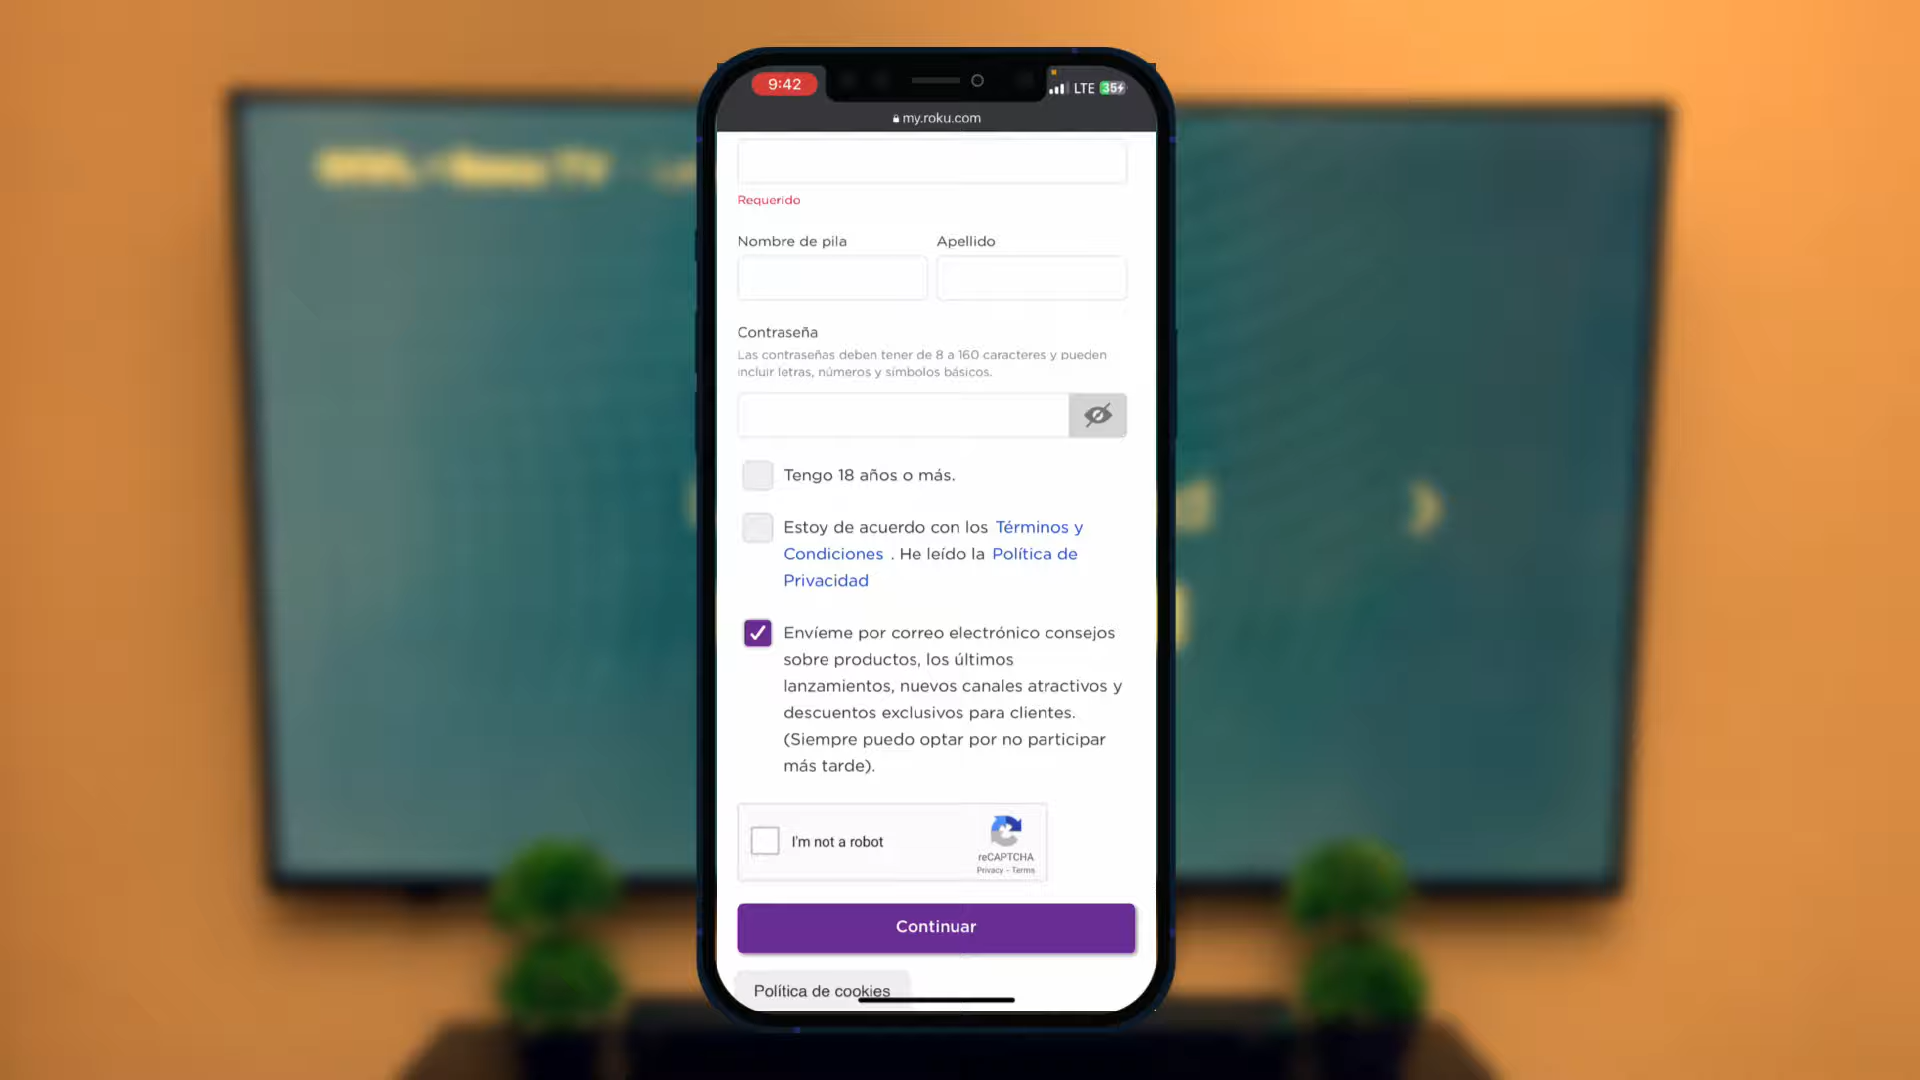 9:42
LTE 35
my.roku.com
Requerido
Nombre de pila Apellido
Contraseña
Las contraseñas deben tener de 8 a 160 caracteres y pueden
incluir letras, números y símbolos básicos.
Tengo 18 años o más.
Estoy de acuerdo con los Términos y
Condiciones . He leído la Política de
Privacidad
Envíeme por correo electrónico consejos
sobre productos, los últimos
lanzamientos, nuevos canales atractivos y
descuentos exclusivos para clientes.
(Siempre puedo optar por no participar
más tarde).
I'm not a robot
reCAPTCHA
Privacy - Terms
Continuar
Política de cookies